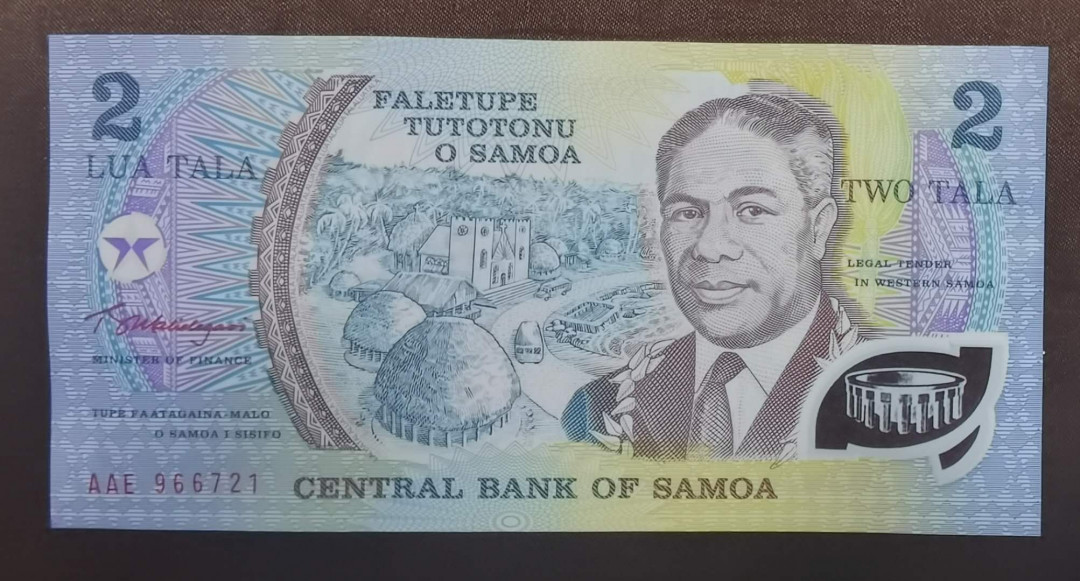 2
2
FALETUPE
TUTOTONU
O SAMOA
LUA TALA
TWO TALA
LEGAL TENDER
IN WESTERN SAMOA
MINISTER OF FINANCE
TUPE FAATAGAINA-MALO
O SAMOA I SISIFO
AAE 966721
CENTRAL BANK OF SAMOA